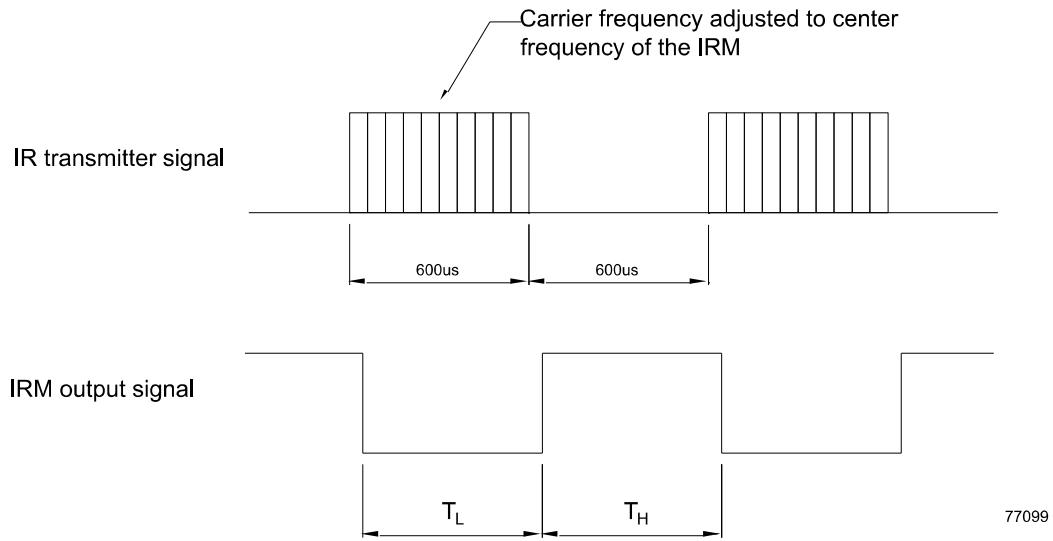 Carrier frequency adjusted to center
frequency of the IRM
IR transmitter signal
600us
600us
IRM output signal
TL
TH
77099